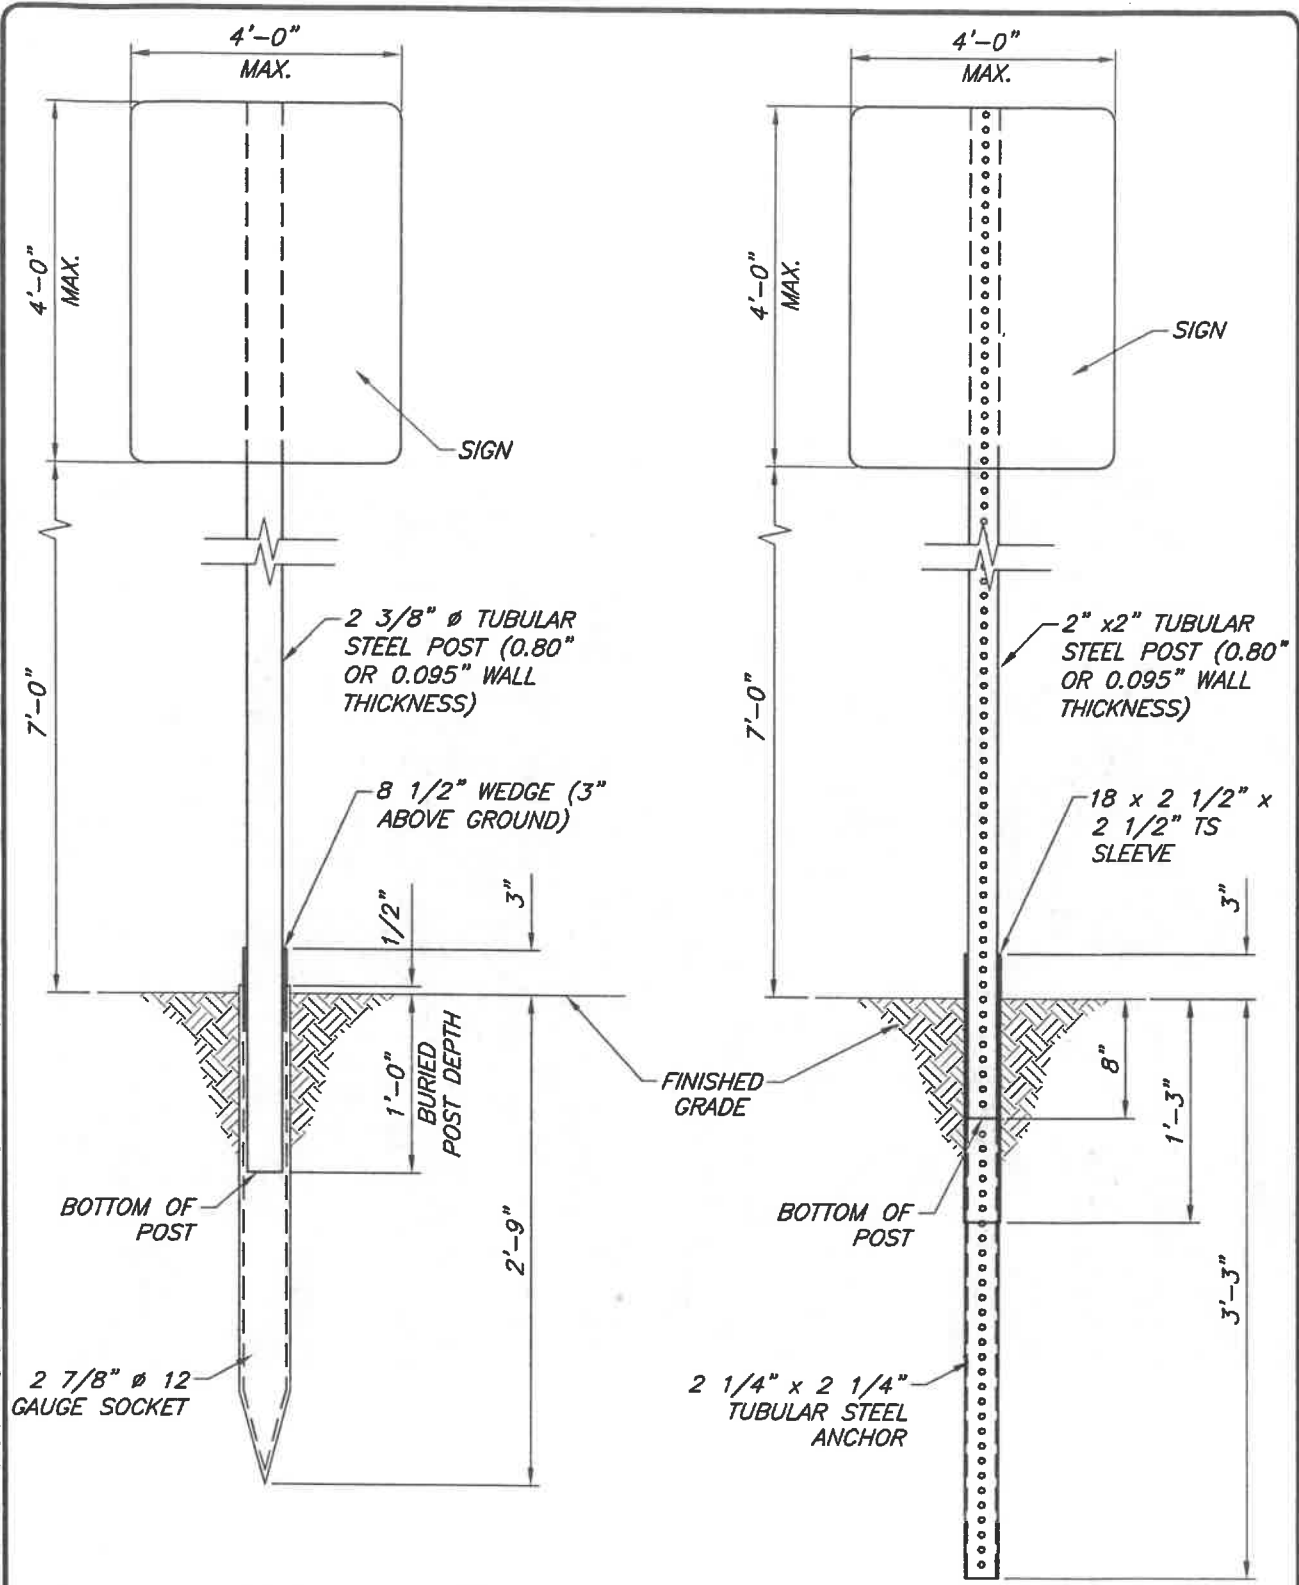 4'-0"
MAX.
4'-0"
MAX.
SIGN
7'-0"
2 3/8" ø TUBULAR
STEEL POST (0.80"
OR 0.095" WALL
THICKNESS)
8 1/2" WEDGE (3"
ABOVE GROUND)
1/2"
3"
1'-0"
BURIED
POST DEPTH
2'-9"
BOTTOM OF
POST
2 7/8" ø 12
GAUGE SOCKET
FINISHED
GRADE
4'-0"
MAX.
4'-0"
MAX.
SIGN
7'-0"
2" x2" TUBULAR
STEEL POST (0.80"
OR 0.095" WALL
THICKNESS)
18 x 2 1/2" x
2 1/2" TS
SLEEVE
3"
8"
1'-3"
3'-3"
BOTTOM OF
POST
2 1/4" x 2 1/4"
TUBULAR STEEL
ANCHOR